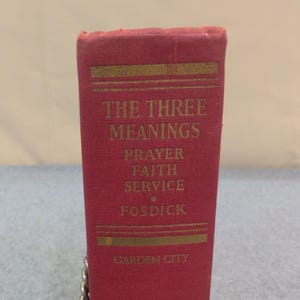 THE THREE
MEANINGS
PRAYER
FAITH
SERVICE
FOSDICK
GARDEN CITY